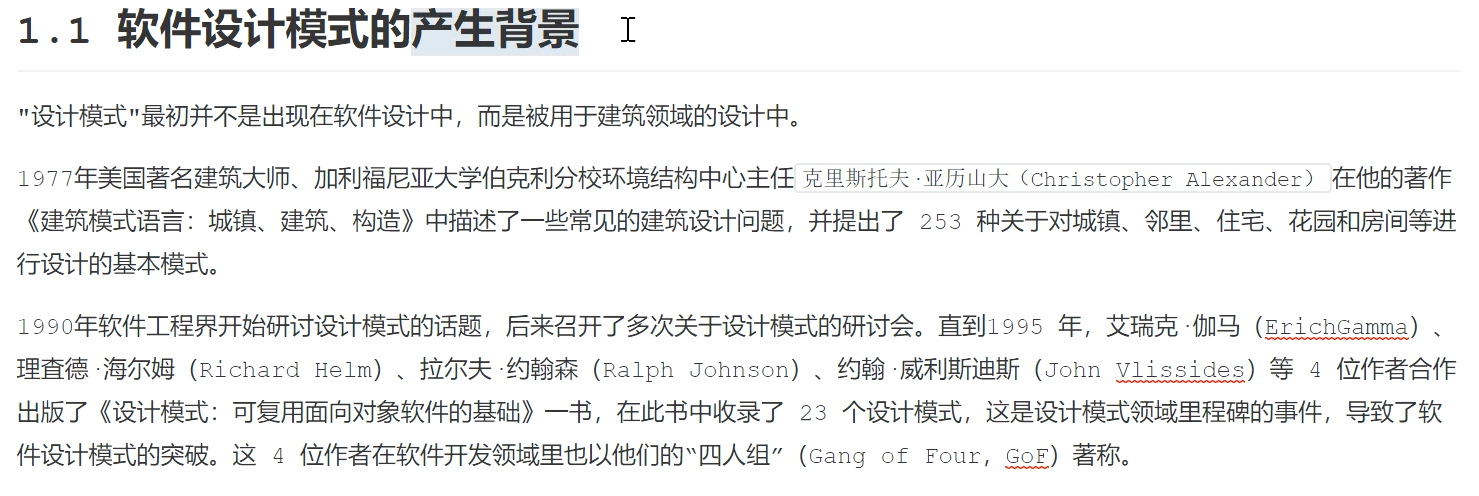 1.1 软件设计模式的产生背景
"设计模式"最初并不是出现在软件设计中，而是被用于建筑领域的设计中。
1977年美国著名建筑大师、加利福尼亚大学伯克利分校环境结构中心主任克里斯托夫·亚历山大（Christopher Alexander）在他的著作
《建筑模式语言：城镇、建筑、构造》中描述了一些常见的建筑设计问题，并提出了 253 种关于对城镇、邻里、住宅、花园和房间等进
行设计的基本模式。
1990年软件工程界开始研讨设计模式的话题，后来召开了多次关于设计模式的研讨会。直到1995 年，艾瑞克·伽马（ErichGamma）、
理査德·海尔姆（Richard Helm）、拉尔夫·约翰森（Ralph Johnson）、约翰·威利斯迪斯（John Vlissides）等 4 位作者合作
出版了《设计模式：可复用面向对象软件的基础》一书，在此书中收录了 23 个设计模式，这是设计模式领域里程碑的事件，导致了软
件设计模式的突破。这 4 位作者在软件开发领域里也以他们的“四人组”（Gang of Four，GoF）著称。